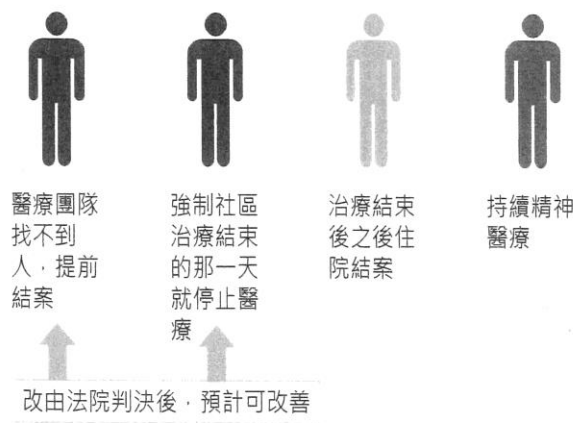 醫療團隊
找不到
人，提前
結案
強制社區
治療結束
的那一天
就停止醫
療
治療結束
後之後住
院結案
持續精神
醫療
改由法院判決後，預計可改善